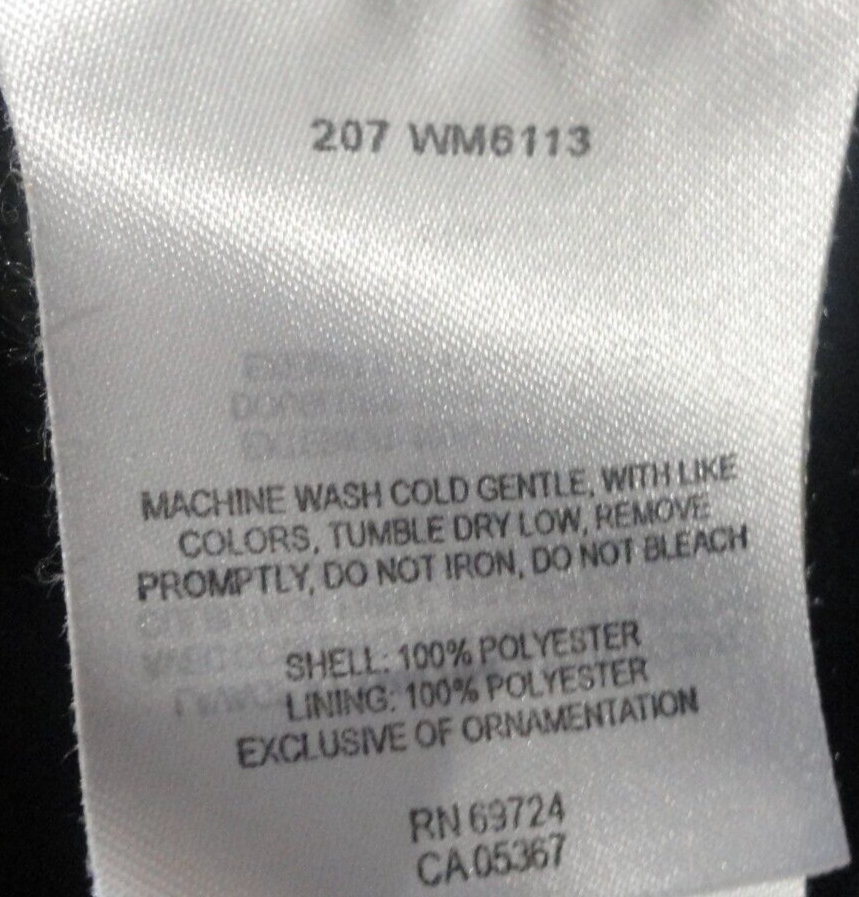 207 WM6113
MACHINE WASH COLD GENTLE, WITH LIKE
COLORS, TUMBLE DRY LOW, REMOVE
PROMPTLY, DO NOT IRON, DO NOT BLEACH
SHELL: 100% POLYESTER
LINING: 100% POLYESTER
EXCLUSIVE OF ORNAMENTATION
RN 69724
CA 05367